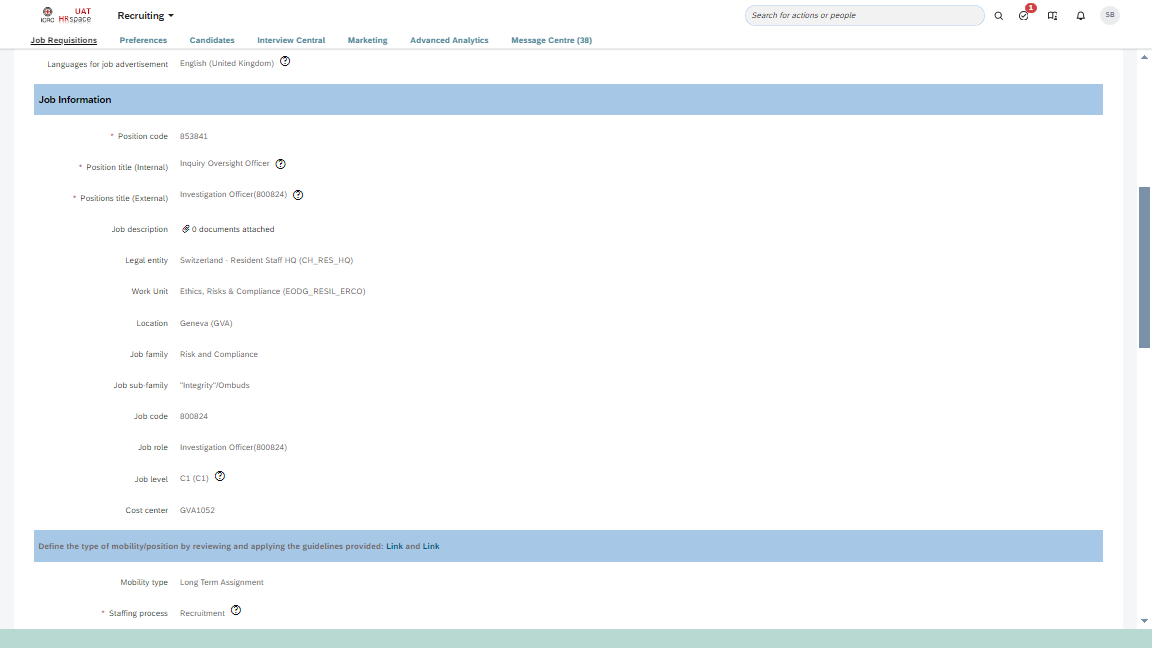 ICRC UAT HRspace
Recruiting
Search for actions or people
1
SB
Job Requisitions Preferences Candidates Interview Central Marketing Advanced Analytics Message Centre (38)
Languages for job advertisement English (United Kingdom)
Job Information
* Position code 853841
* Position title (Internal) Inquiry Oversight Officer
* Positions title (External) Investigation Officer(800824)
Job description 0 documents attached
Legal entity Switzerland - Resident Staff HQ (CH_RES_HQ)
Work Unit Ethics, Risks & Compliance (EODG_RESIL_ERCO)
Location Geneva (GVA)
Job family Risk and Compliance
Job sub-family "Integrity"/Ombuds
Job code 800824
Job role Investigation Officer(800824)
Job level C1 (C1)
Cost center GVA1052
Define the type of mobility/position by reviewing and applying the guidelines provided: Link and Link
Mobility type Long Term Assignment
* Staffing process Recruitment